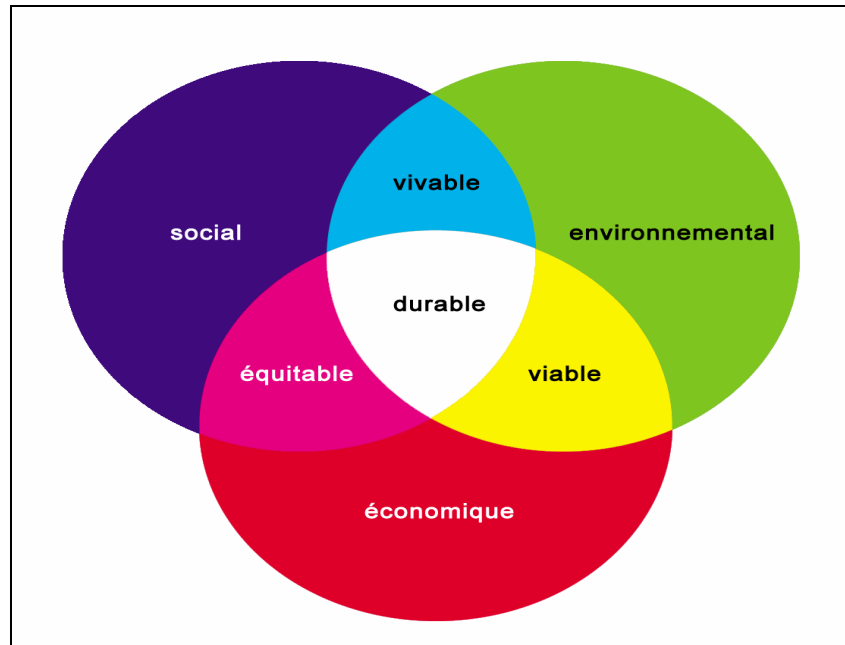 vivable
social
environnemental
durable
équitable
viable
économique